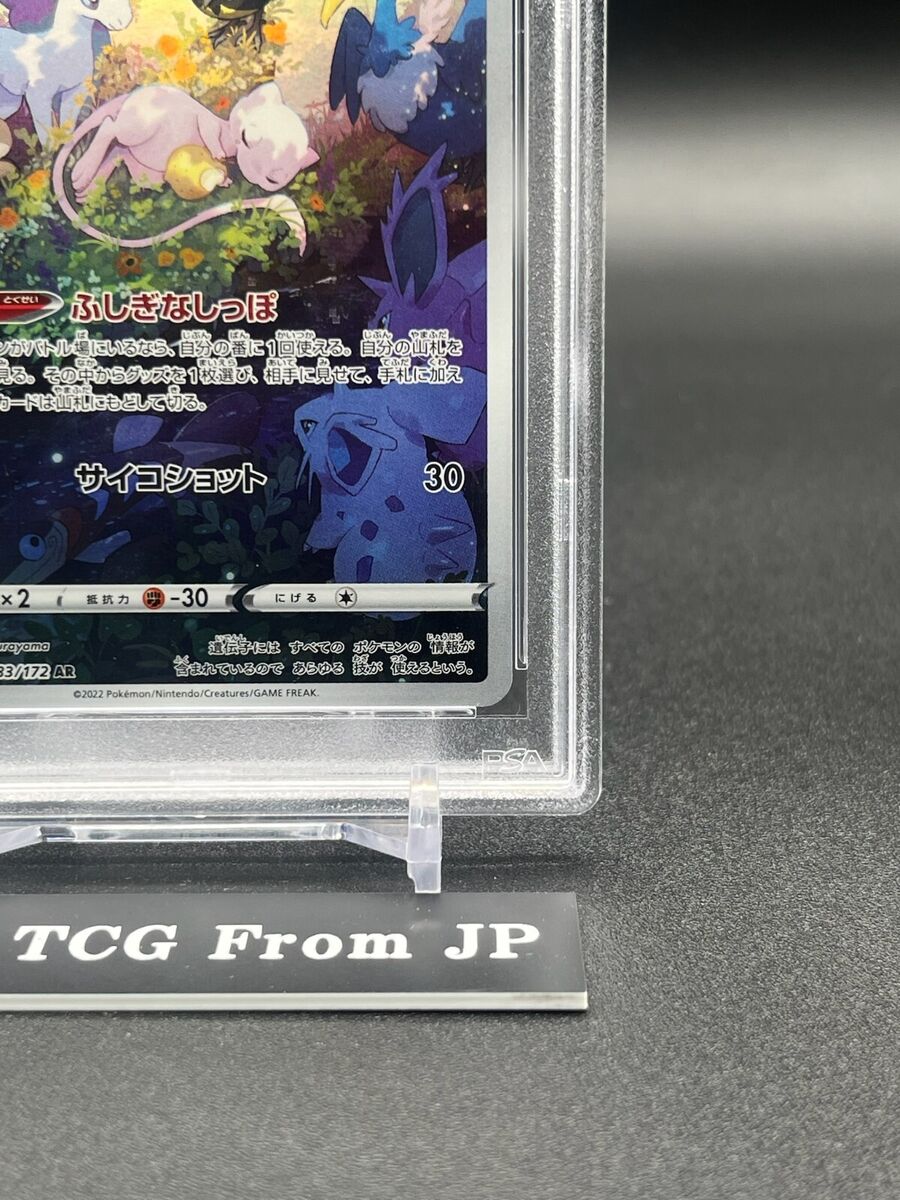 とくせい ふしぎなしっぽ
ンがバトル場にいるなら、自分の番に1回使える。自分の山札を
見る。その中からグッズを1枚選び、相手に見せて、手札に加え
カードは山札にもどして切る。
サイコショット 30
×2 抵抗力 -30 にげる
urayama
遺伝子には すべての ポケモンの 情報が
含まれているので あらゆる 技が 使えるという。
33/172 AR
©2022 Pokémon/Nintendo/Creatures/GAME FREAK.
PSA
TCG From JP